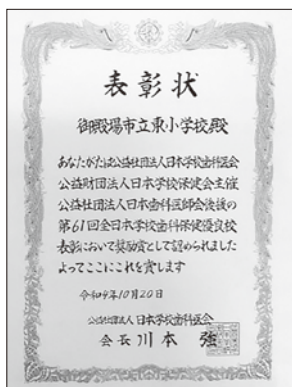 表彰状
御殿場市立東小学校殿
あなたがたは公益社団法人日本学校歯科医会
公益財団法人日本学校保健会主催
公益社団法人日本歯科医師会後援の
第61回全日本学校歯科保健優良校
表彰において奨励賞として認められました
よってここにこれを賞します
令和4年10月20日
公益社団法人日本学校歯科医会
会長川本強